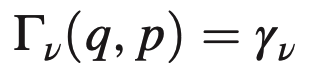 Γ_ν(q, p) = γ_ν